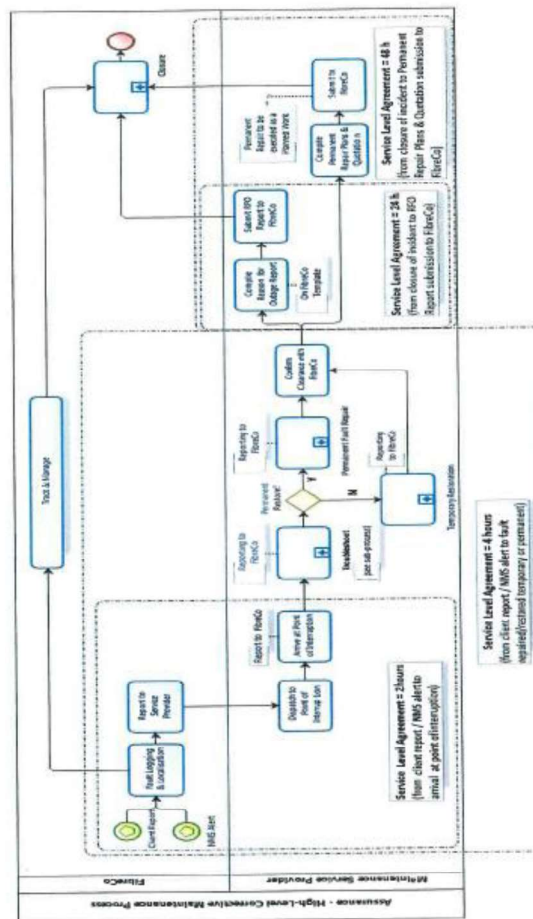 Assurance - High-Level Corrective Maintenance Process
FibreCo
Maintenance Service Provider
Client Report
NMS Alert
Fault Logging
& Localisation
Report to
Service
Provider
Track & Manage
Closure
Dispatch to
Point of
Interruption
Report to FibreCo
Arrive at Point
of Interruption
Reporting to
FibreCo
Troubleshoot
(per sub-process)
Permanent
Restore?
Y
N
Reporting to
FibreCo
Permanent Fault Repair
Reporting
to FibreCo
Temporary Restoration
Confirm
Clearance with
FibreCo
Compile
Reason for
Outage Report
On FibreCo
Template
Submit RFO
Report to
FibreCo
Compile
Permanent
Repair Plans &
Quotation
Permanent
Repair to be
executed as a
Planned Work
Submit to
FibreCo
Service Level Agreement = 2 hours
(from client report / NMS alert to
arrival at point of interruption)
Service Level Agreement = 4 hours
(from client report / NMS alert to fault
repaired/restored temporary or permanent)
Service Level Agreement = 24 h
(from closure of incident to RFO
Report submission to FibreCo)
Service Level Agreement = 48 h
(from closure of incident to Permanent
Repair Plans & Quotation submission to
FibreCo)